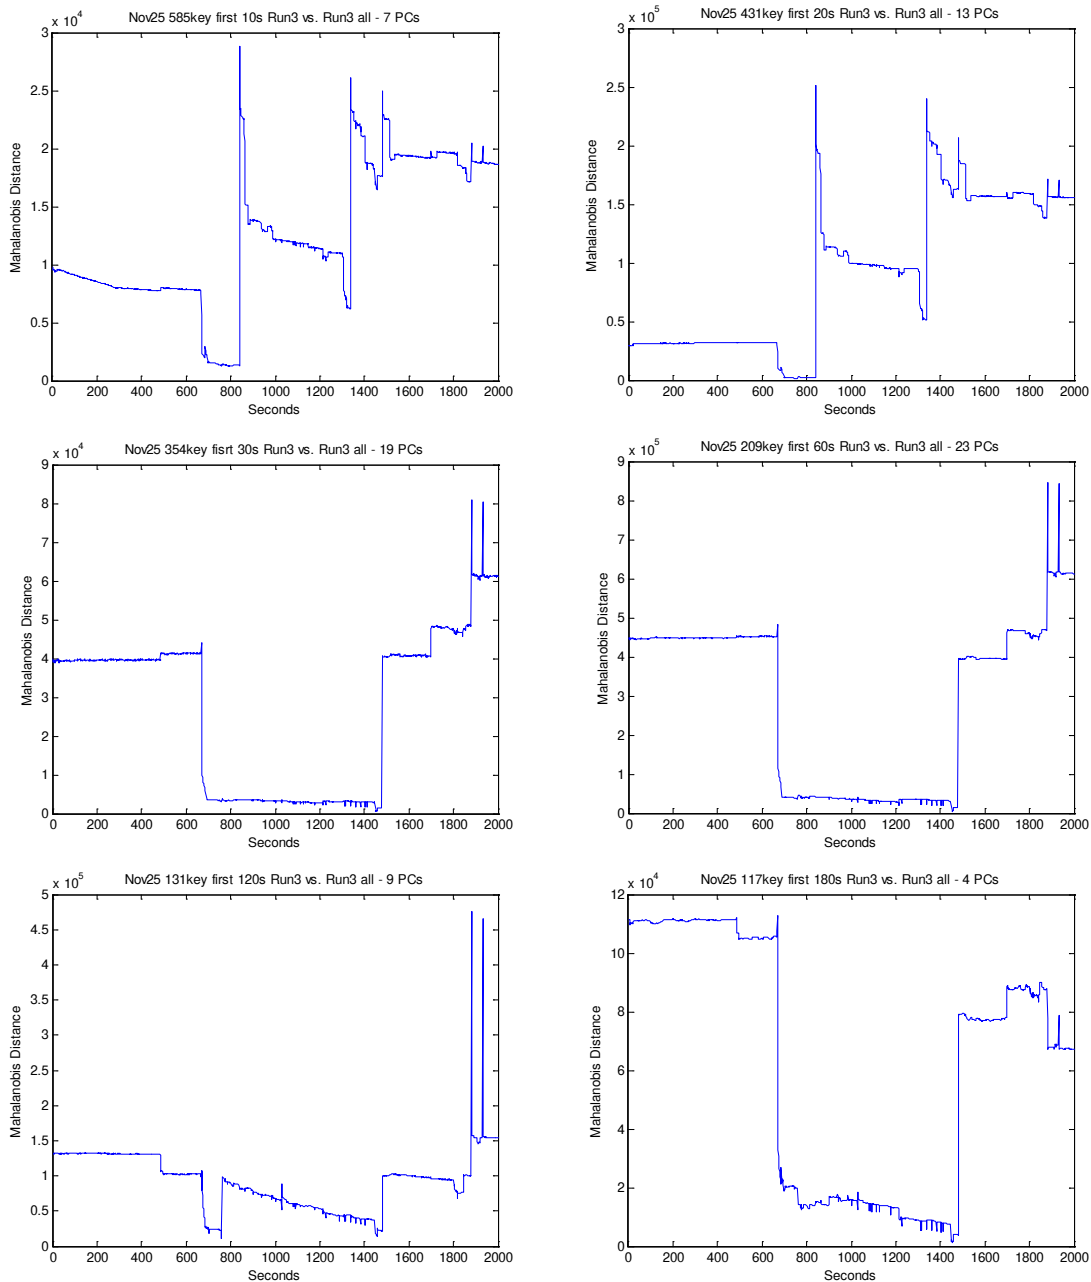 Nov25 585key first 10s Run3 vs. Run3 all - 7 PCs
x 10^4
3
2.5
2
1.5
1
0.5
0
Mahalanobis Distance
0 200 400 600 800 1000 1200 1400 1600 1800 2000
Seconds
Nov25 431key first 20s Run3 vs. Run3 all - 13 PCs
x 10^5
3
2.5
2
1.5
1
0.5
0
Mahalanobis Distance
0 200 400 600 800 1000 1200 1400 1600 1800 2000
Seconds
Nov25 354key fisrt 30s Run3 vs. Run3 all - 19 PCs
x 10^4
9
8
7
6
5
4
3
2
1
0
Mahalanobis Distance
0 200 400 600 800 1000 1200 1400 1600 1800 2000
Seconds
Nov25 209key first 60s Run3 vs. Run3 all - 23 PCs
x 10^5
9
8
7
6
5
4
3
2
1
0
Mahalanobis Distance
0 200 400 600 800 1000 1200 1400 1600 1800 2000
Seconds
Nov25 131key first 120s Run3 vs. Run3 all - 9 PCs
x 10^5
5
4.5
4
3.5
3
2.5
2
1.5
1
0.5
0
Mahalanobis Distance
0 200 400 600 800 1000 1200 1400 1600 1800 2000
Seconds
Nov25 117key first 180s Run3 vs. Run3 all - 4 PCs
x 10^4
12
10
8
6
4
2
0
Mahalanobis Distance
0 200 400 600 800 1000 1200 1400 1600 1800 2000
Seconds